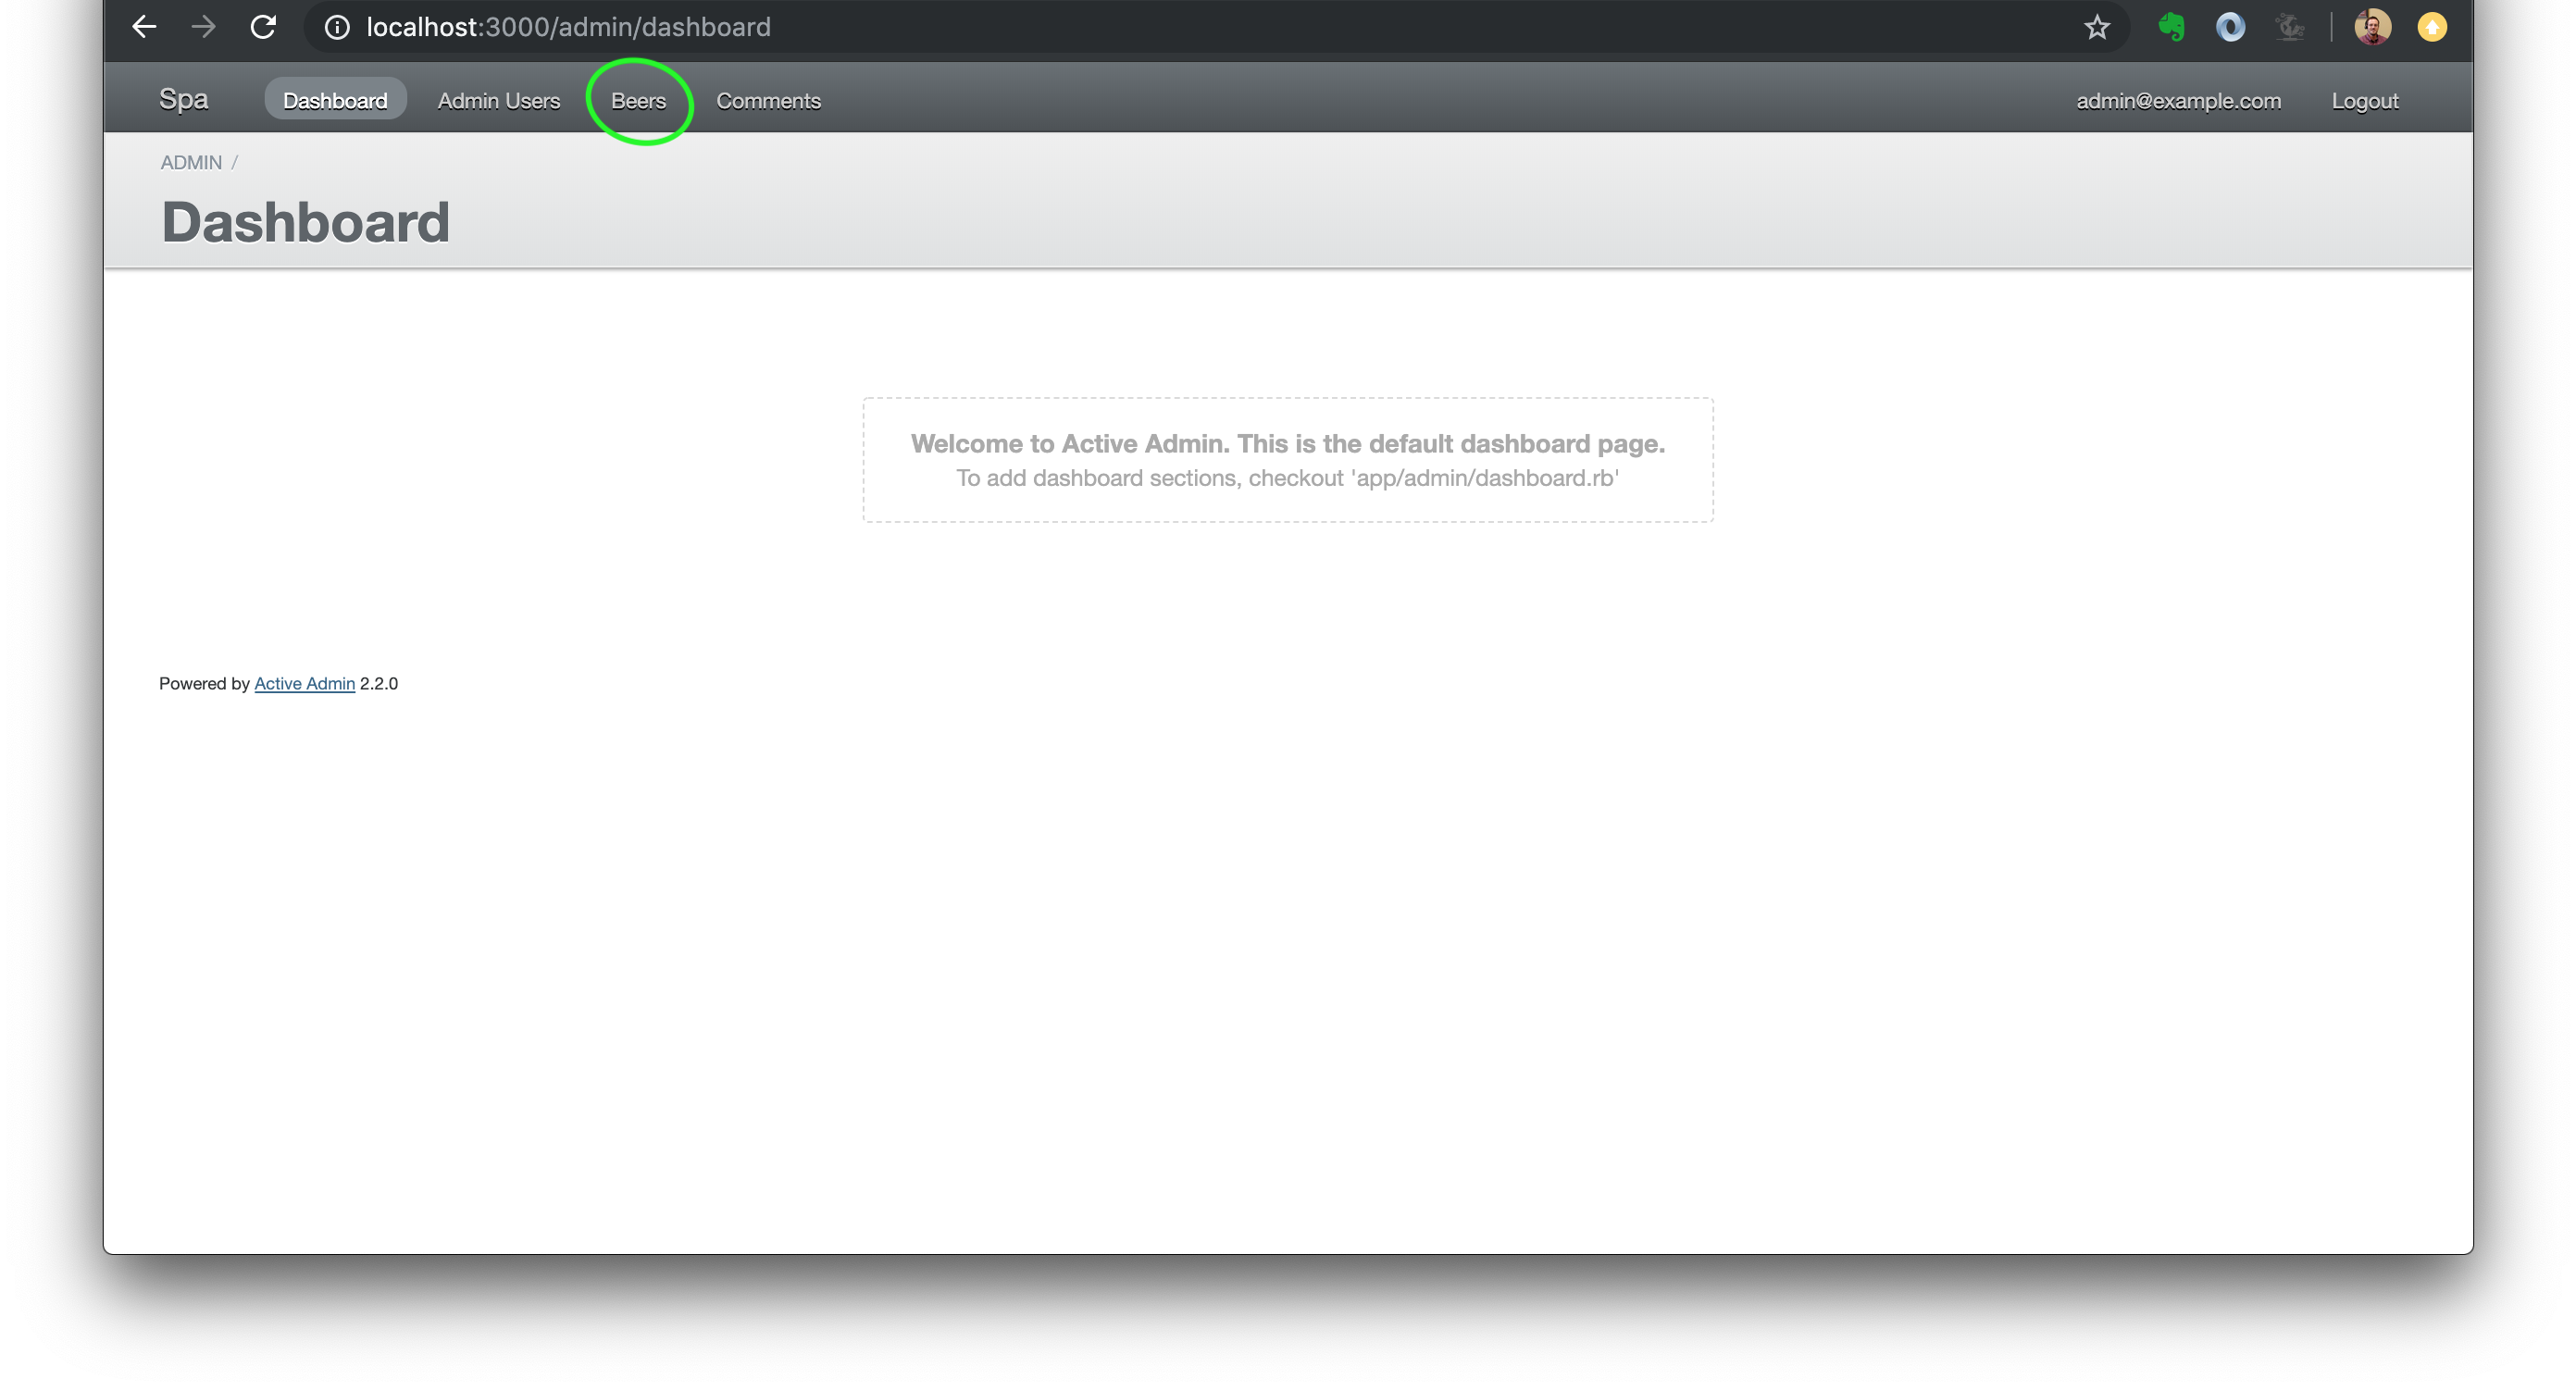 localhost:3000/admin/dashboard
Spa Dashboard Admin Users Beers Comments admin@example.com Logout
ADMIN /
Dashboard
Welcome to Active Admin. This is the default dashboard page.
To add dashboard sections, checkout 'app/admin/dashboard.rb'
Powered by Active Admin 2.2.0